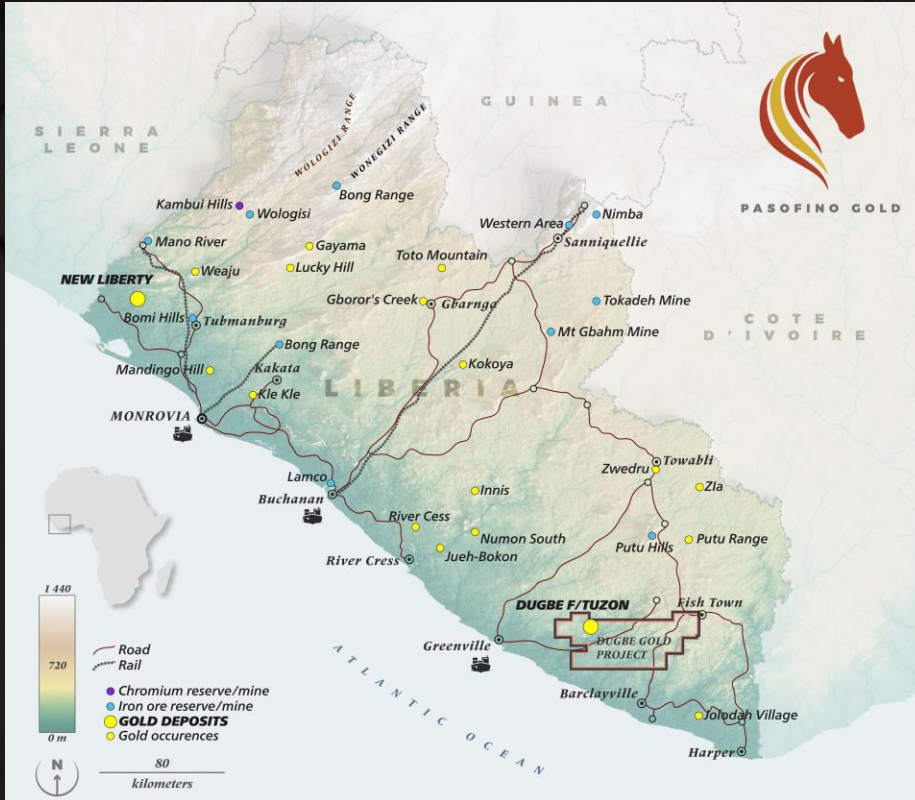 GUINEA
SIERRA
LEONE
WOLOGIZI RANGE
WONEGIZI RANGE
PASOFINO GOLD
Bong Range
Kambui Hills
Wologisi
Nimba
Western Area
Sanniquellie
Mano River
Gayama
Toto Mountain
Weaju
Lucky Hill
NEW LIBERTY
Gboror's Creek
Gbarnga
Tokadeh Mine
Bomi Hills
Tubmanburg
COTE
D'IVOIRE
Mt Gbahm Mine
Bong Range
Mandingo Hill
Kakata
Kokoya
LIBERIA
Kle Kle
MONROVIA
Towabli
Zwedru
Lamco
Buchanan
Innis
Zla
River Cess
Numon South
Putu Hills
Putu Range
Jueh-Bokon
River Cress
DUGBE F/TUZON
Fish Town
Greenville
DUGBE GOLD
PROJECT
Barclayville
Jolodah Village
Harper
ATLANTIC OCEAN
1 440
720
0 m
Road
Rail
Chromium reserve/mine
Iron ore reserve/mine
GOLD DEPOSITS
Gold occurences
N
80
kilometers